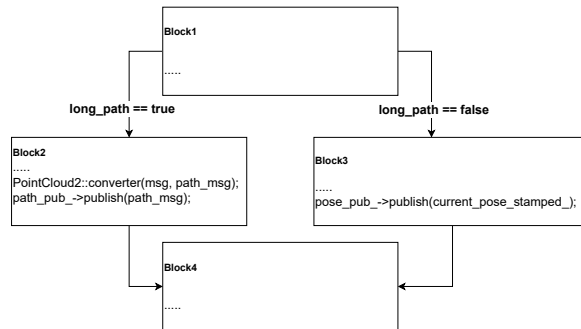 Block1
.....
long_path == true
long_path == false
Block2
.....
PointCloud2::converter(msg, path_msg);
path_pub_->publish(path_msg);
Block3
.....
pose_pub_->publish(current_pose_stamped_);
Block4
.....